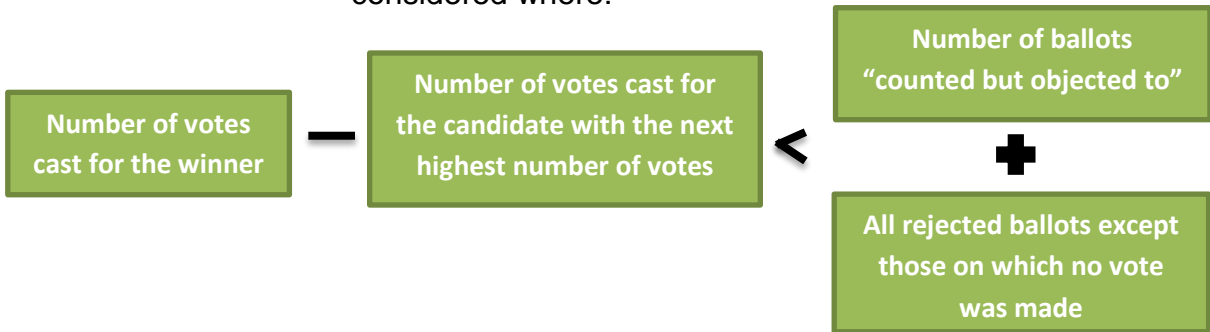 considered where:
Number of votes
cast for the winner
—
Number of votes cast for
the candidate with the next
highest number of votes
<
Number of ballots
“counted but objected to”
+
All rejected ballots except
those on which no vote
was made